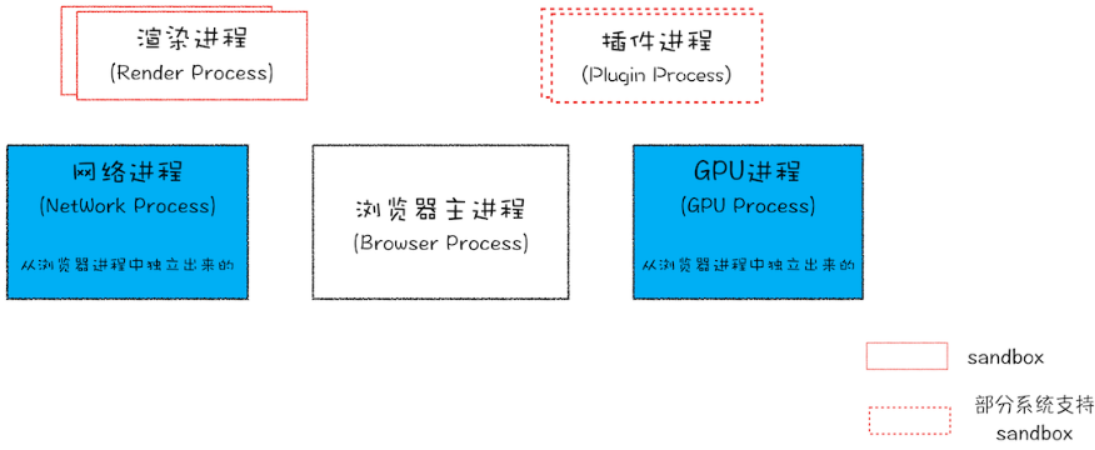 渲染进程
(Render Process)
插件进程
(Plugin Process)
网络进程
(NetWork Process)
从浏览器进程中独立出来的
浏览器主进程
(Browser Process)
GPU进程
(GPU Process)
从浏览器进程中独立出来的
sandbox
部分系统支持
sandbox